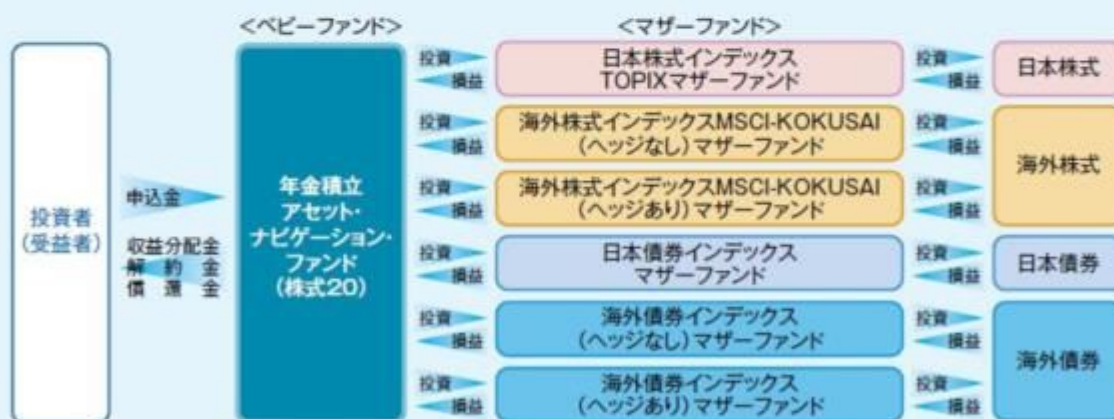 <ベビーファンド>
<マザーファンド>
投資者
(受益者)
申込金
収益分配金
解約金
償還金
年金積立
アセット・
ナビゲーション・
ファンド
(株式20)
投資
損益
日本株式インデックス
TOPIXマザーファンド
投資
損益
日本株式
投資
損益
海外株式インデックスMSCI-KOKUSAI
(ヘッジなし)マザーファンド
投資
損益
海外株式
投資
損益
海外株式インデックスMSCI-KOKUSAI
(ヘッジあり)マザーファンド
投資
損益
投資
損益
日本債券インデックス
マザーファンド
投資
損益
日本債券
投資
損益
海外債券インデックス
(ヘッジなし)マザーファンド
投資
損益
海外債券
投資
損益
海外債券インデックス
(ヘッジあり)マザーファンド
投資
損益